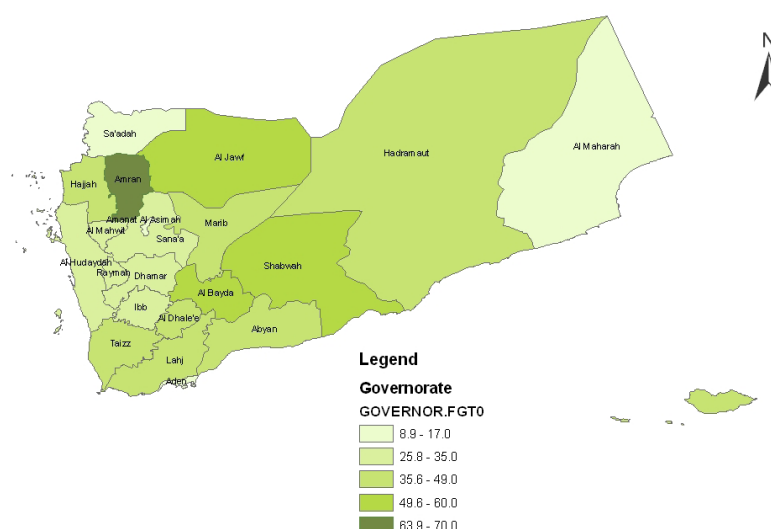 N
Sa'adah
Al Jawf
Hadramaut
Al Maharah
Hajjah
Amran
Amanat Al Asimah
Al Mahwit
Marib
Sana'a
Al Hudaydah
Raymah
Dhamar
Shabwah
Al Bayda
Ibb
Al Dhale'e
Abyan
Taizz
Lahj
Aden
Legend
Governorate
GOVERNOR.FGT0
8.9 - 17.0
25.8 - 35.0
35.6 - 49.0
49.6 - 60.0
63.9 - 70.0